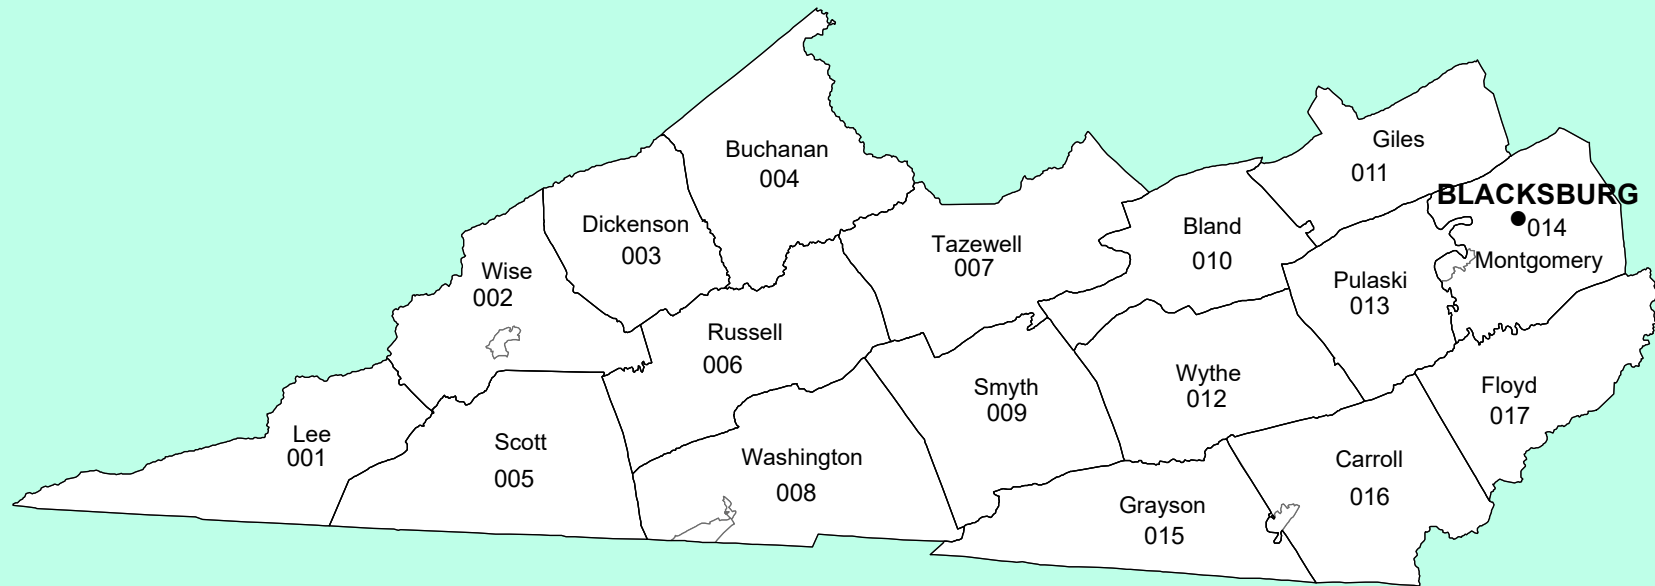 Buchanan
004
Giles
011
BLACKSBURG
014
Montgomery
Dickenson
003
Tazewell
007
Bland
010
Wise
002
Pulaski
013
Russell
006
Smyth
009
Wythe
012
Floyd
017
Lee
001
Scott
005
Washington
008
Carroll
016
Grayson
015